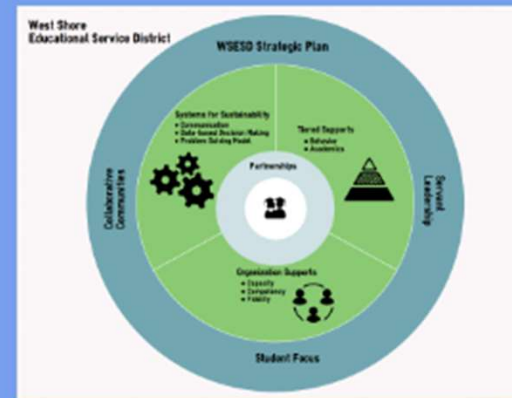 West Shore
Educational Service District
WSESD Strategic Plan
Systems for Sustainability
• Communication
• Data-based Decision Making
• Problem Solving Model
Tiered Supports
• Behavior
• Academics
Partnerships
Collaborative
Communities
Servant
Leadership
Organization Supports
• Capacity
• Competency
• Fidelity
Student Focus